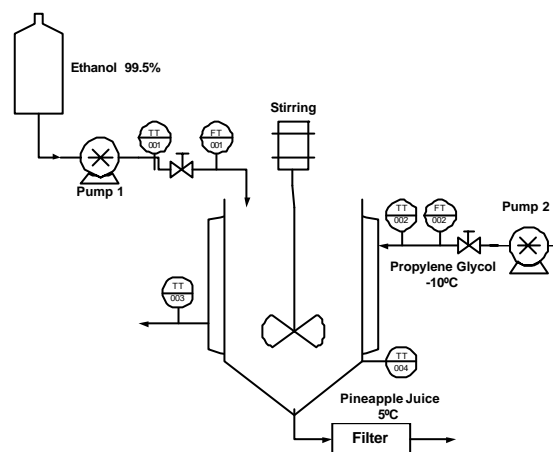 Ethanol 99.5%
Stirring
TT
001
FT
001
Pump 1
TT
002
FT
002
Pump 2
Propylene Glycol
-10ºC
TT
003
TT
004
Pineapple Juice
5ºC
Filter